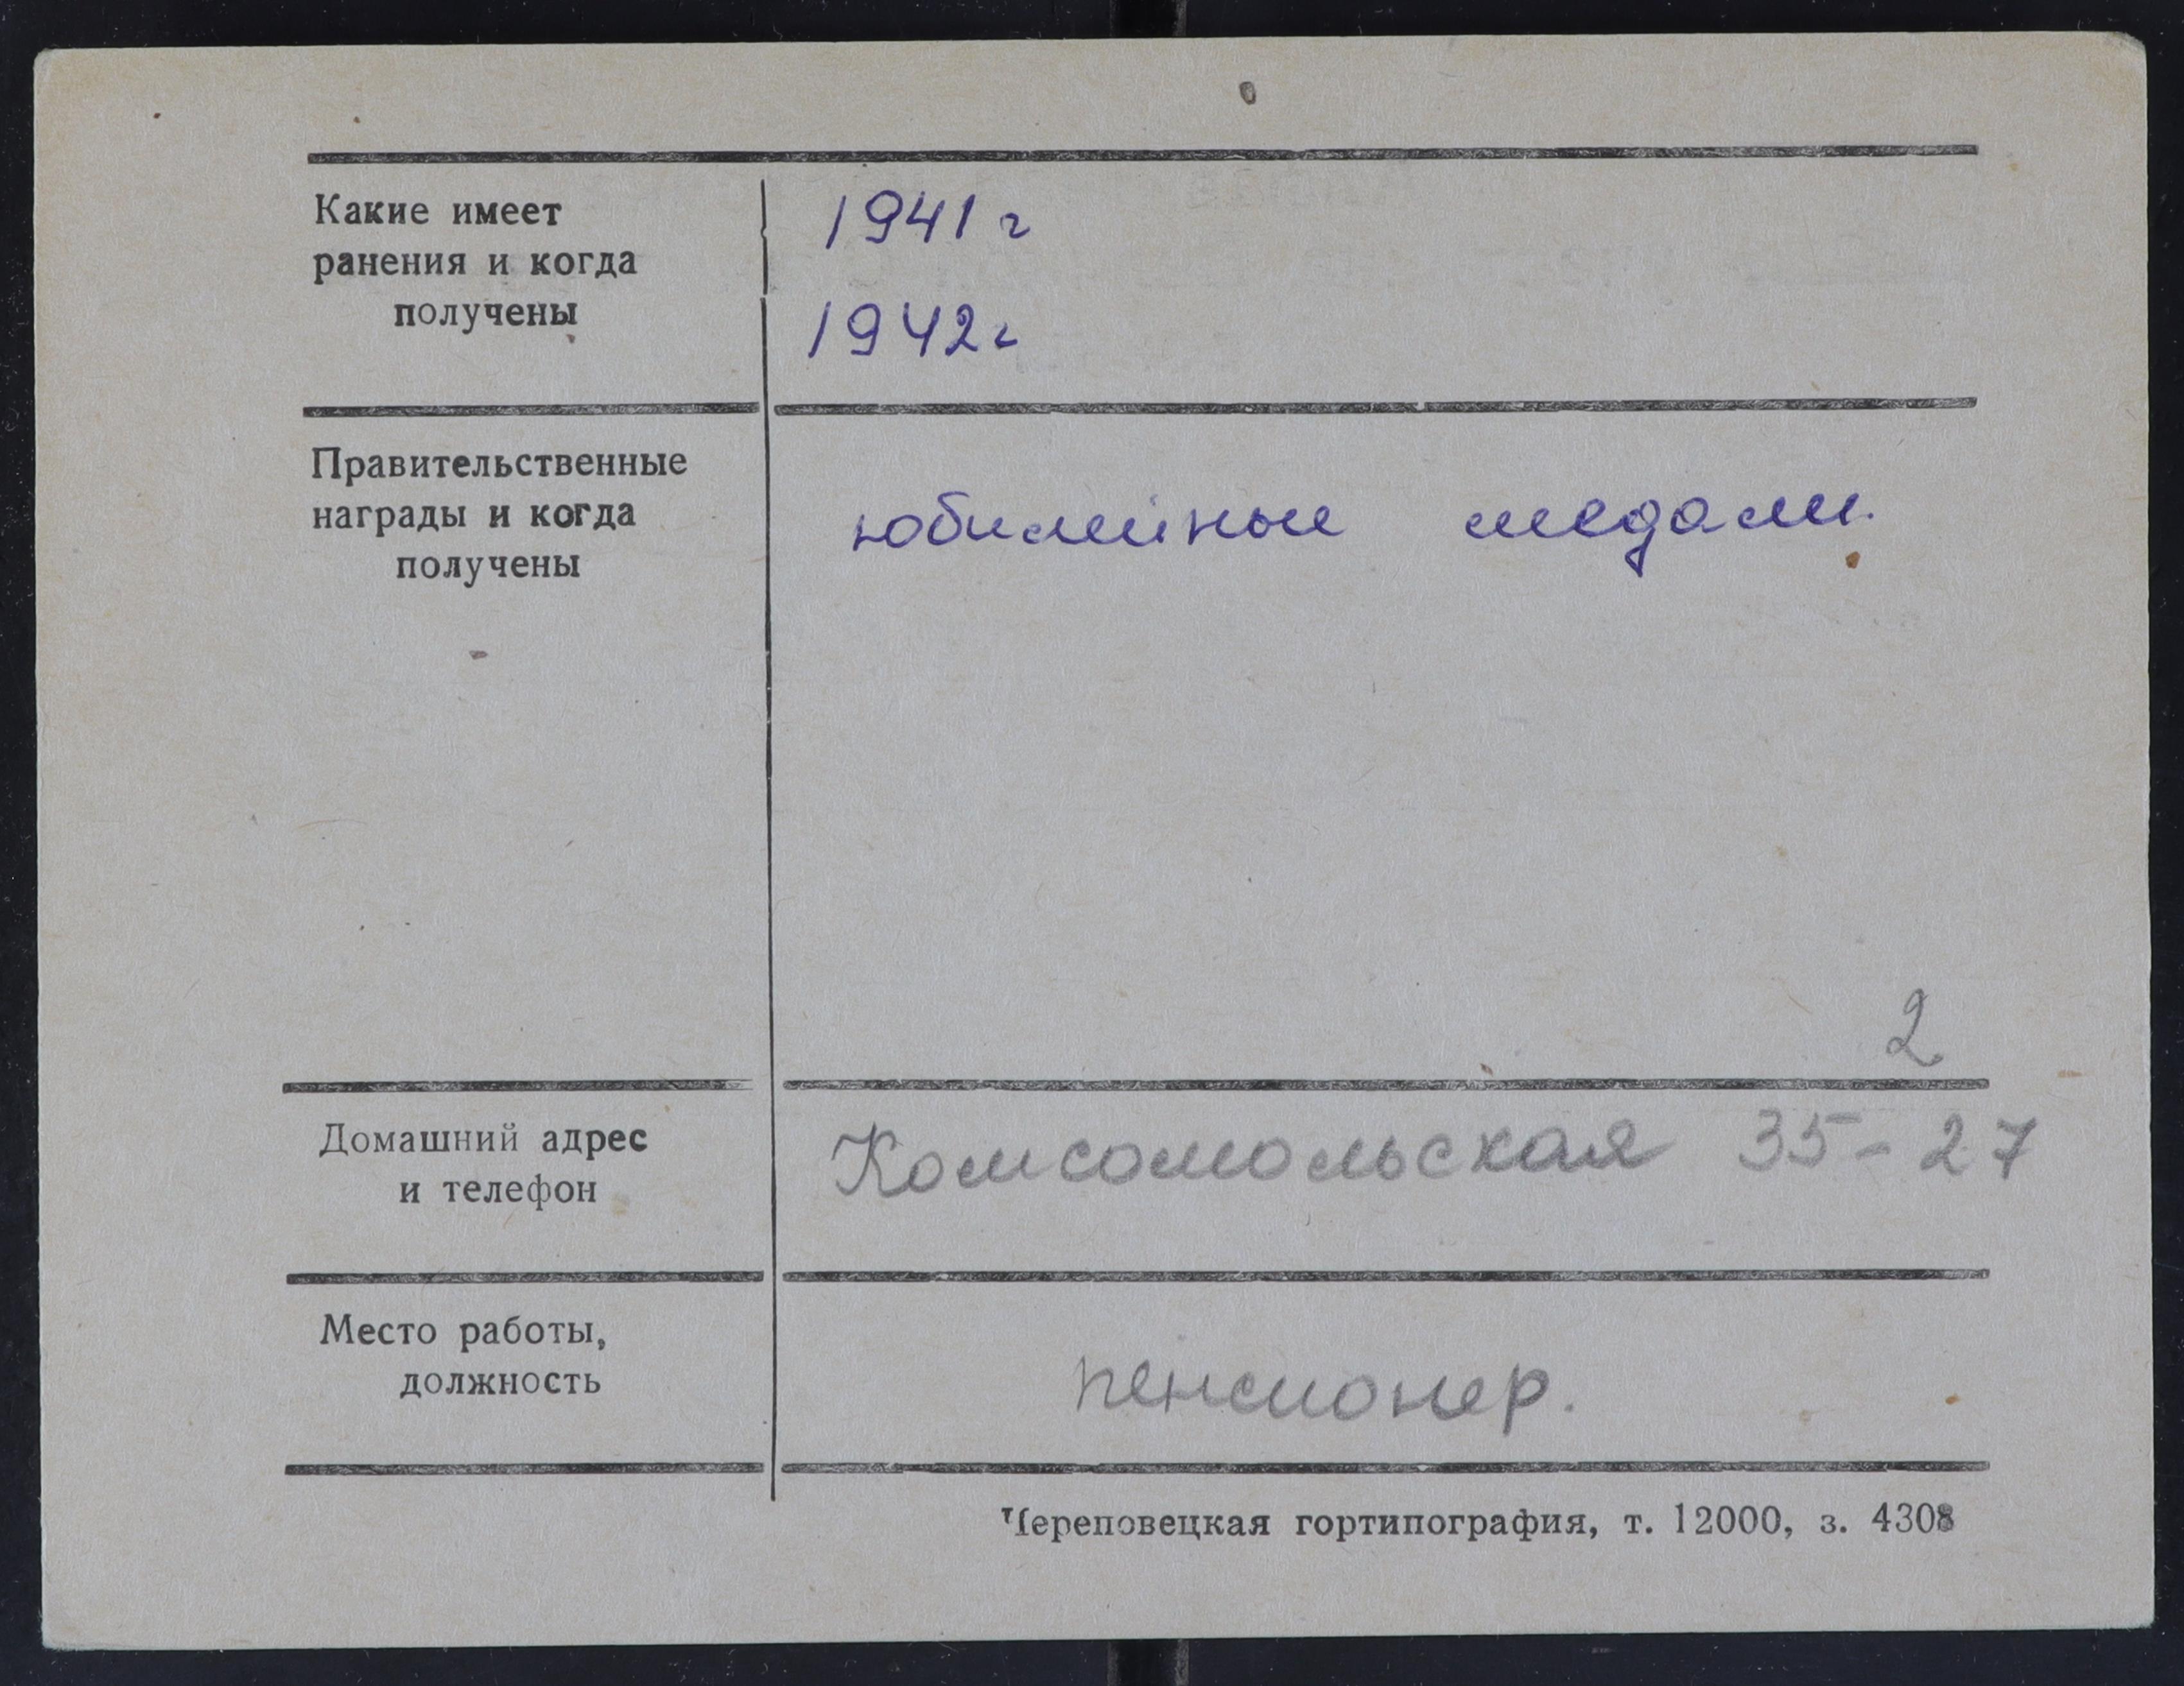 Какие имеет
ранения и когда
получены
1941 г
1942 г
Правительственные
награды и когда
получены
юбилейные медали.
2
Домашний адрес
и телефон
Комсомольская 35-27
Место работы,
должность
пенсионер.
Череповецкая гортипография, т. 12000, з. 4308